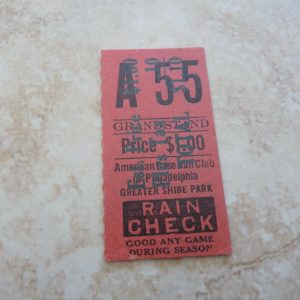 A 55
GRANDSTAND
Price $1.00
American Base Ball Club
of Philadelphia
GREATER SHIBE PARK
RAIN
CHECK
GOOD ANY GAME
DURING SEASON